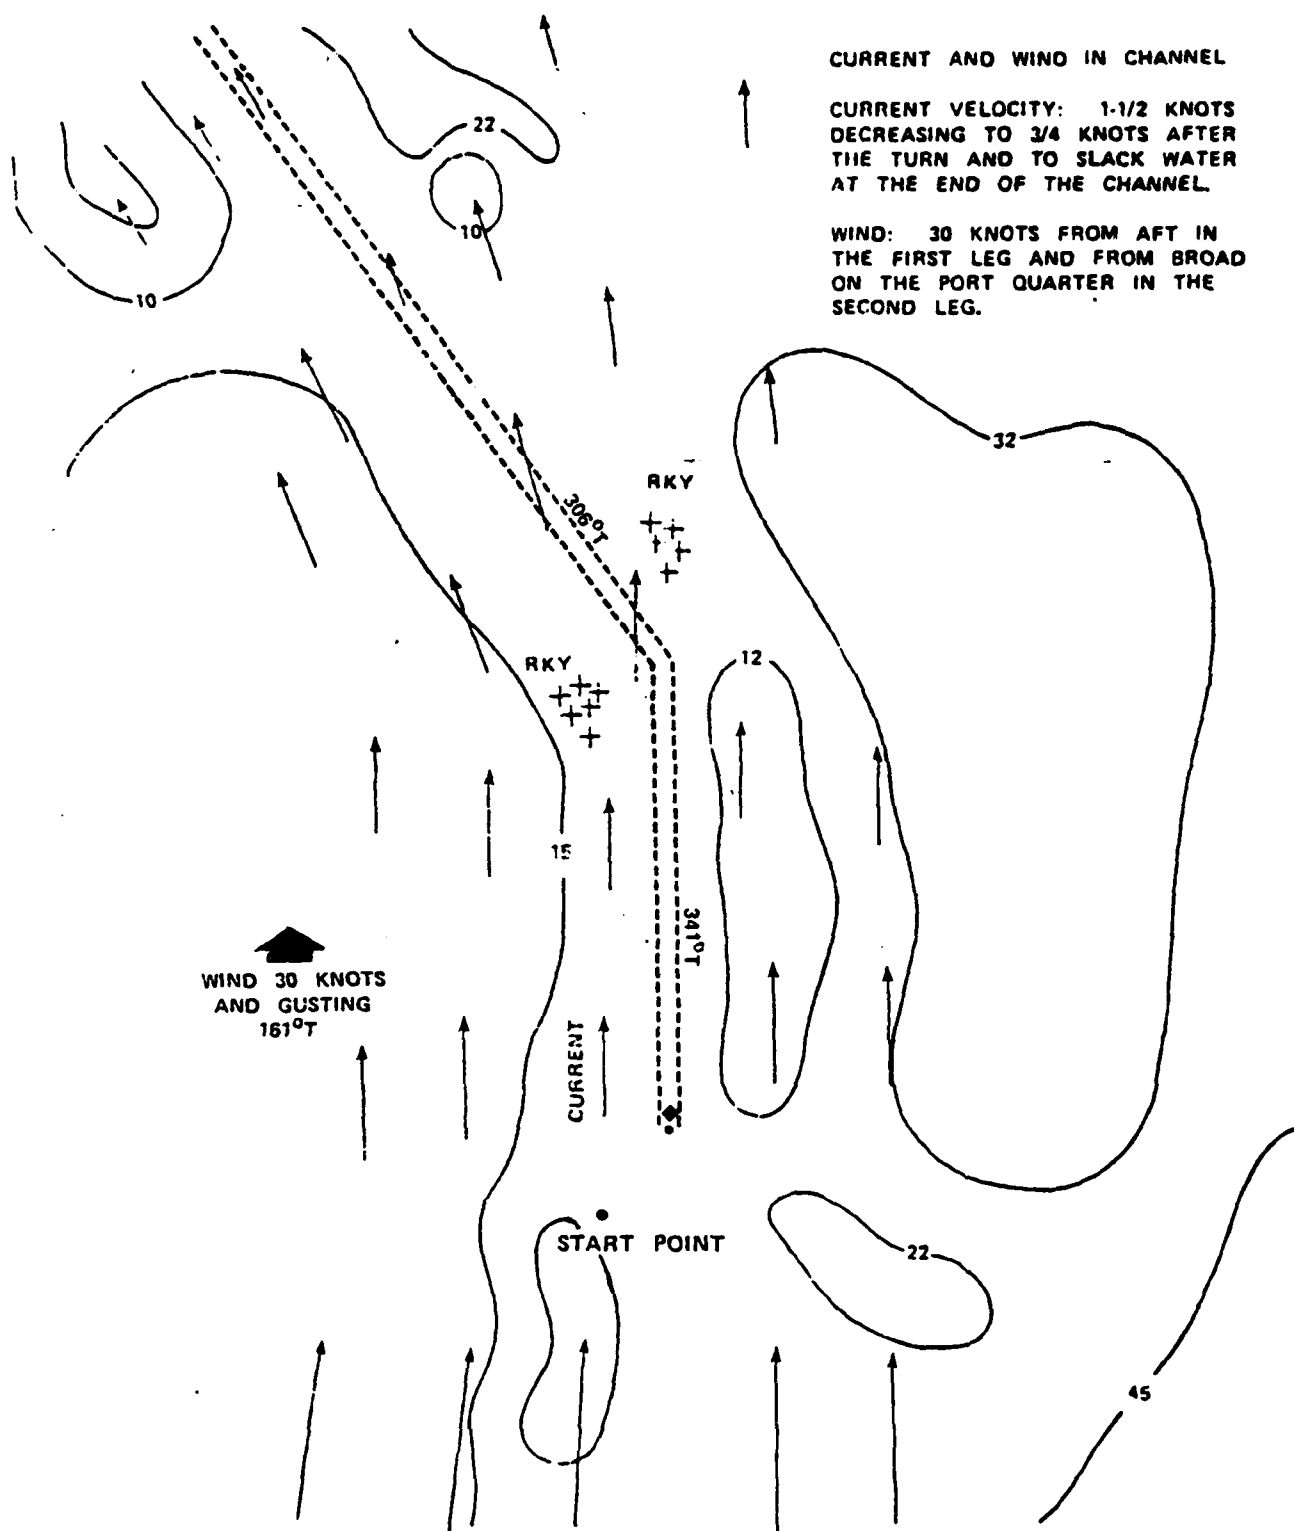 CURRENT AND WIND IN CHANNEL
CURRENT VELOCITY: 1-1/2 KNOTS
DECREASING TO 3/4 KNOTS AFTER
THE TURN AND TO SLACK WATER
AT THE END OF THE CHANNEL.
WIND: 30 KNOTS FROM AFT IN
THE FIRST LEG AND FROM BROAD
ON THE PORT QUARTER IN THE
SECOND LEG.
22
10
10
32
RKY
306°T
RKY
12
15
341°T
WIND 30 KNOTS
AND GUSTING
161°T
CURRENT
START POINT
22
45